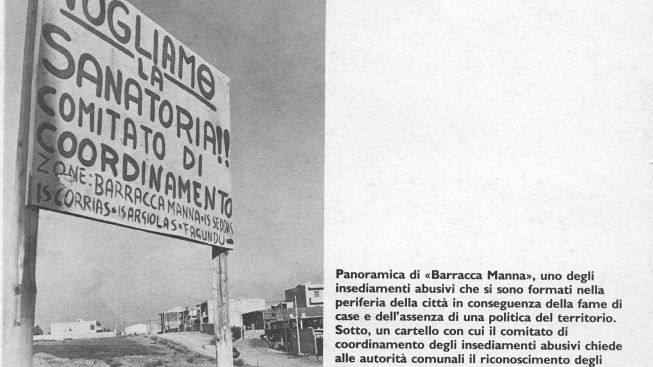 VOGLIAMO
LA
SANATORIA!!
COMITATO DI
COORDINAMENTO
ZONE: BARRACCA MANNA • IS SEDDAS
IS CORRIAS • IS ARGIOLAS • FAGUNDU
Panoramica di «Barracca Manna», uno degli
insediamenti abusivi che si sono formati nella
periferia della città in conseguenza della fame di
case e dell'assenza di una politica del territorio.
Sotto, un cartello con cui il comitato di
coordinamento degli insediamenti abusivi chiede
alle autorità comunali il riconoscimento degli